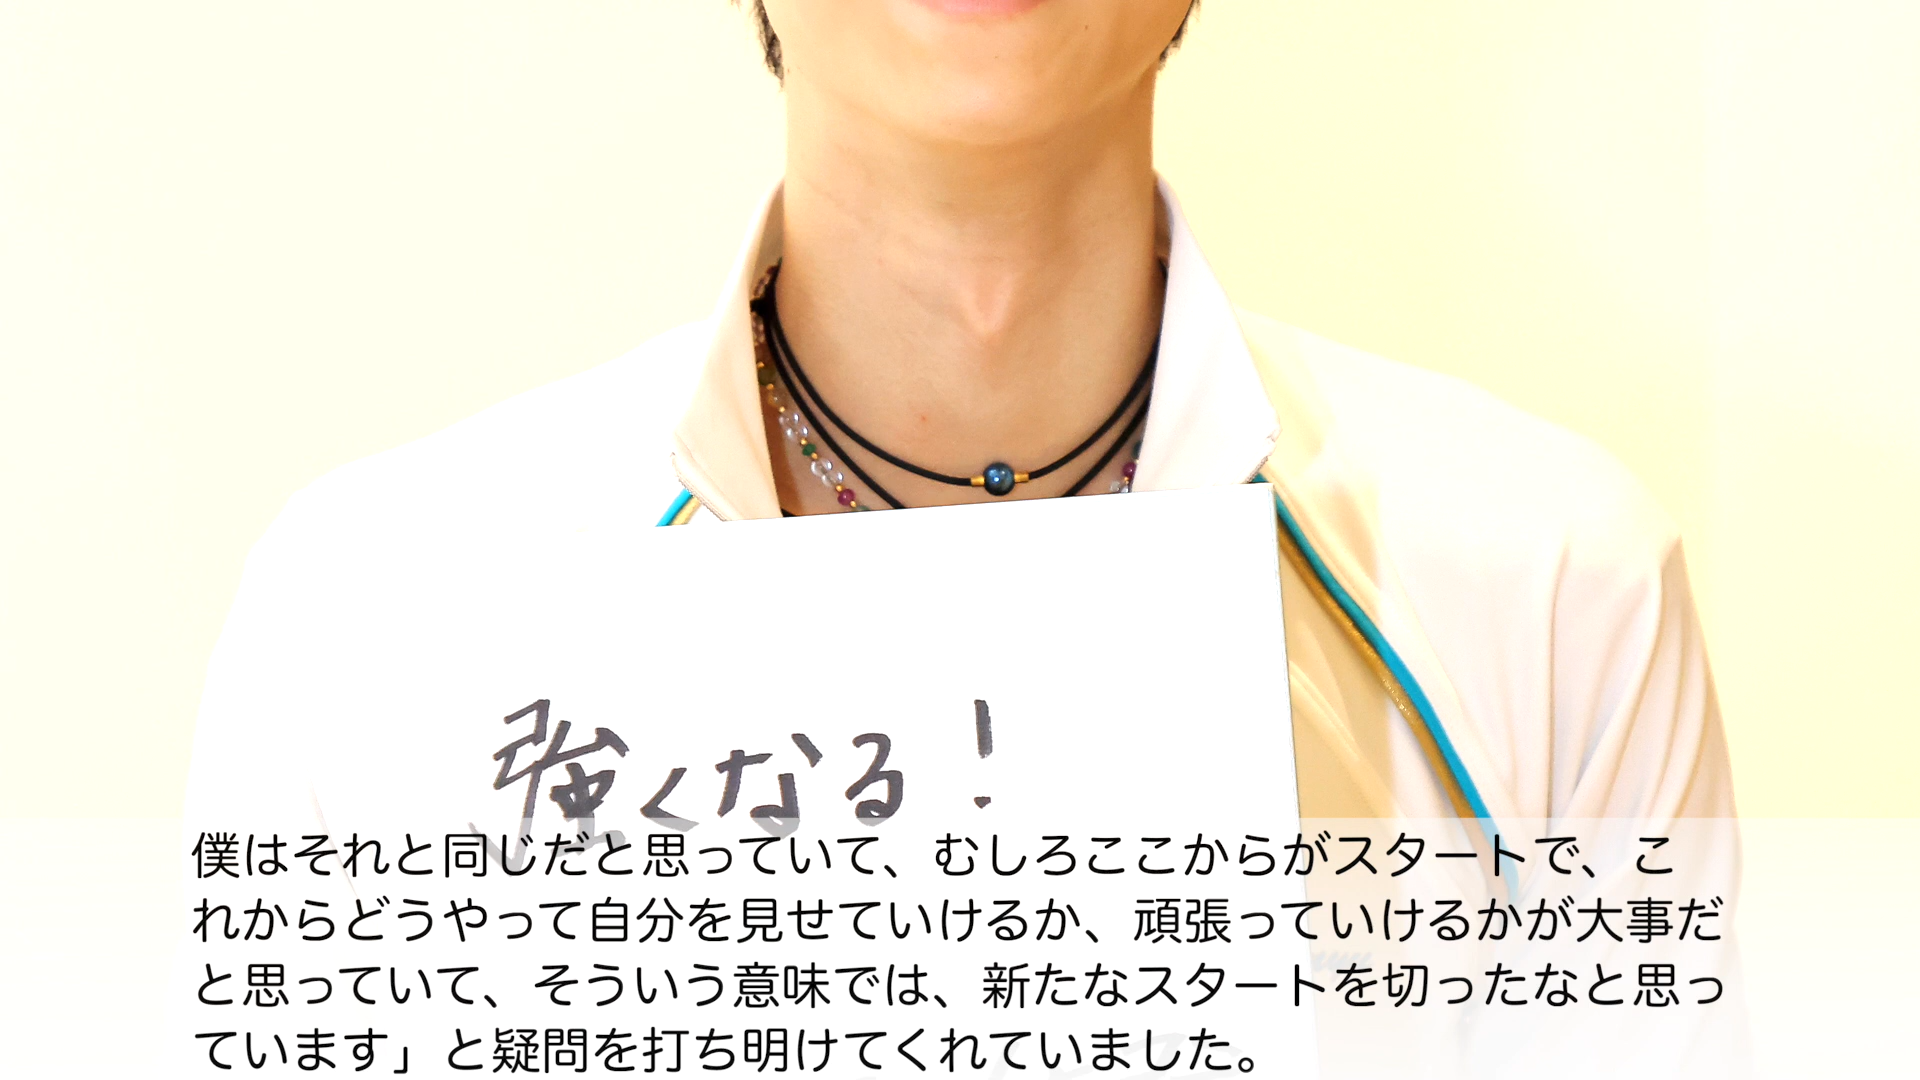 強くなる!
僕はそれと同じだと思っていて、むしろここからがスタートで、こ
れからどうやって自分を見せていけるか、頑張っていけるかが大事だ
と思っていて、そういう意味では、新たなスタートを切ったなと思っ
ています」と疑問を打ち明けてくれていました。